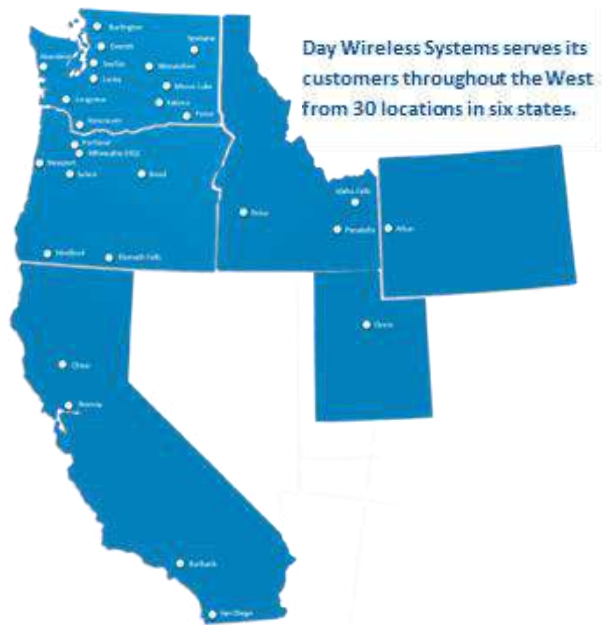 Day Wireless Systems serves its
customers throughout the West
from 30 locations in six states.
Burlington
Spokane
Everett
Aberdeen
Seattle
Wenatchee
Lacey
Moses Lake
Longview
Yakima
Pasco
Vancouver
Portland
Milwaukie (HQ)
Newport
Salem
Bend
Idaho Falls
Boise
Pocatello
Afton
Medford
Klamath Falls
Chico
Burbank
San Diego